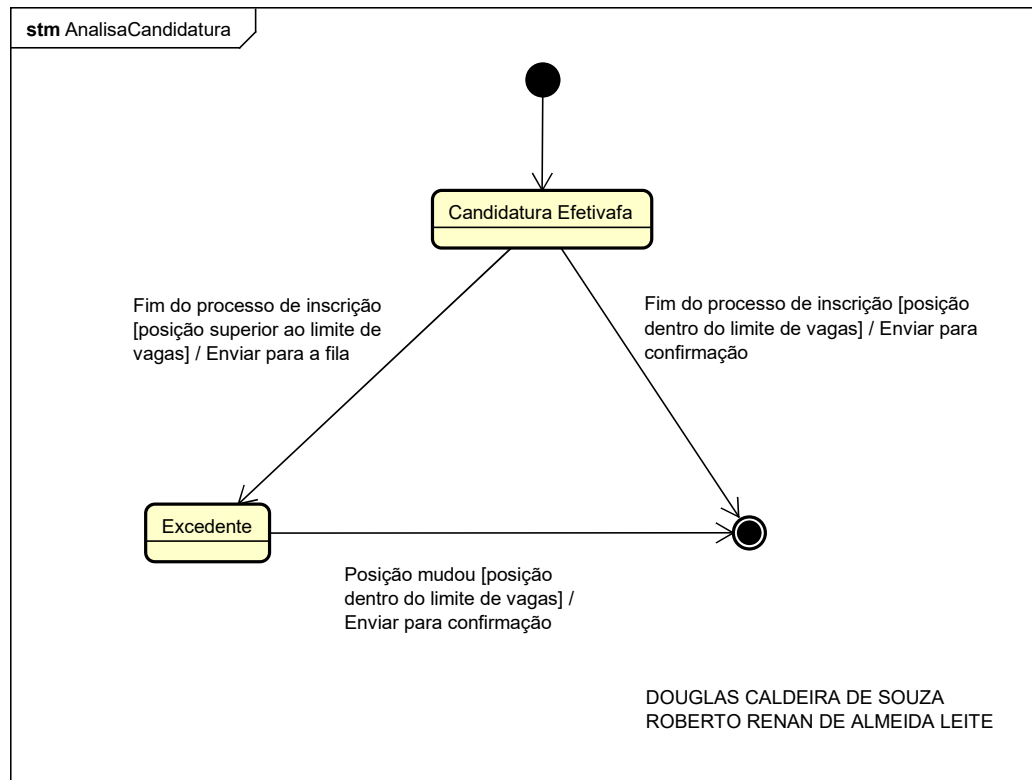 stm AnalisaCandidatura
Candidatura Efetivafa
Fim do processo de inscrição
[posição superior ao limite de
vagas] / Enviar para a fila
Fim do processo de inscrição [posição
dentro do limite de vagas] / Enviar para
confirmação
Excedente
Posição mudou [posição
dentro do limite de vagas] /
Enviar para confirmação
DOUGLAS CALDEIRA DE SOUZA
ROBERTO RENAN DE ALMEIDA LEITE